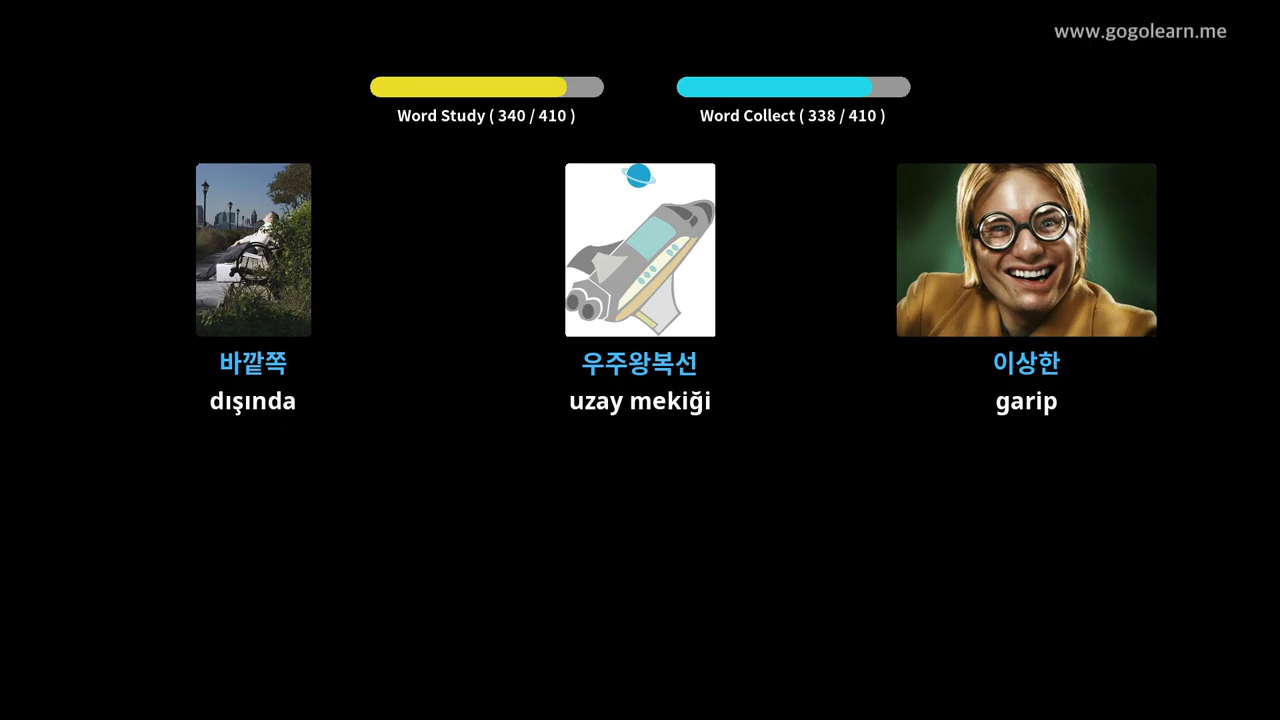 www.gogolearn.me
Word Study ( 340 / 410 )
Word Collect ( 338 / 410 )
바깥쪽
우주왕복선
이상한
dışında
uzay mekiği
garip